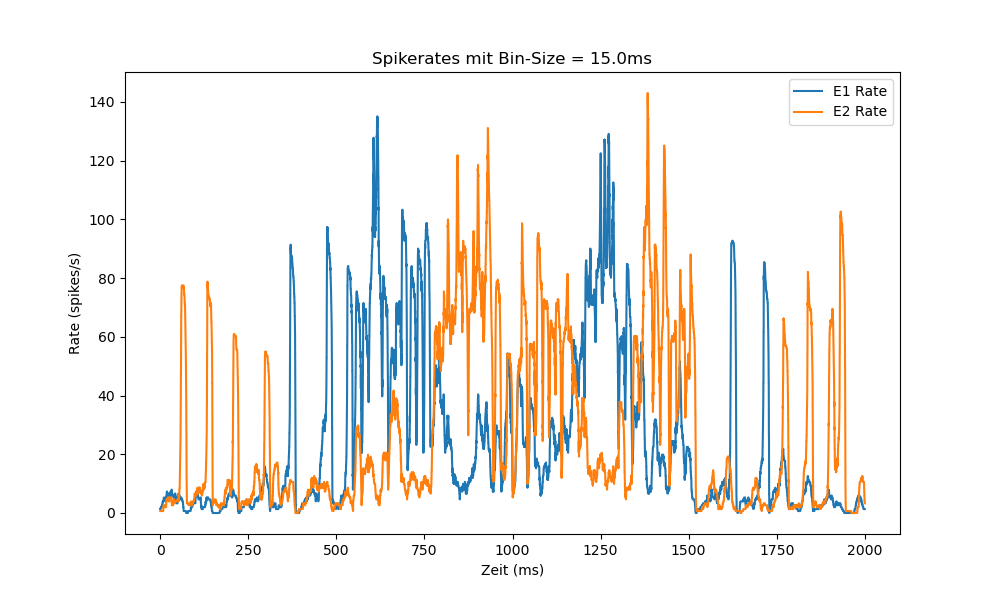 Spikerates mit Bin-Size = 15.0ms
E1 Rate
E2 Rate
140
120
100
80
60
40
20
0
Rate (spikes/s)
0 250 500 750 1000 1250 1500 1750 2000
Zeit (ms)